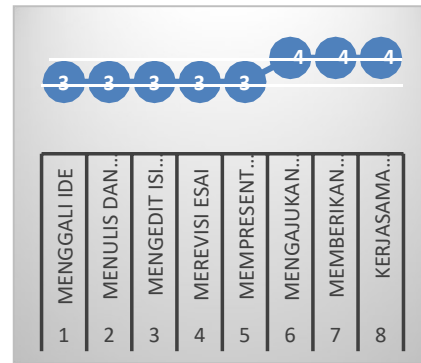 3 3 3 3 3 4 4 4
MENGGALI IDE
MENULIS DAN...
MENGEDIT ISI...
MEREVISI ESAI
MEMPRESENT...
MENGAJUKAN...
MEMBERIKAN...
KERJASAMA...
1 2 3 4 5 6 7 8